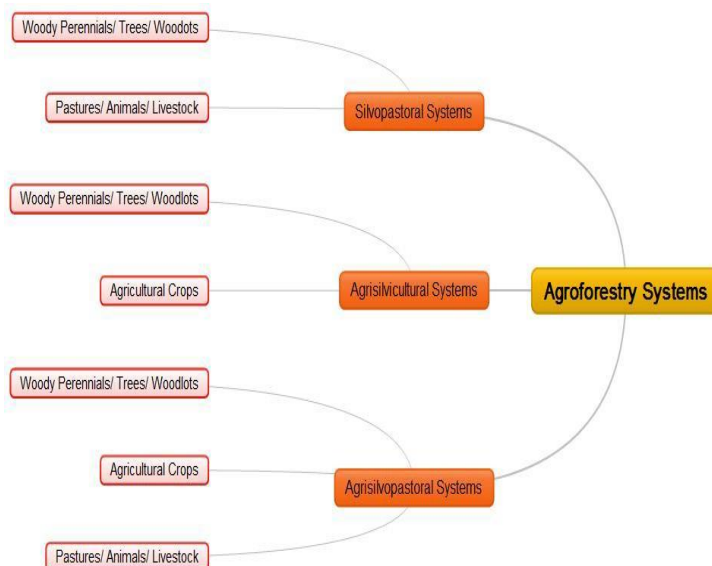 Woody Perennials/ Trees/ Woodots
Pastures/ Animals/ Livestock
Silvopastoral Systems
Woody Perennials/ Trees/ Woodlots
Agricultural Crops
Agrisilvicultural Systems
Agroforestry Systems
Woody Perennials/ Trees/ Woodlots
Agricultural Crops
Agrisilvopastoral Systems
Pastures/ Animals/ Livestock